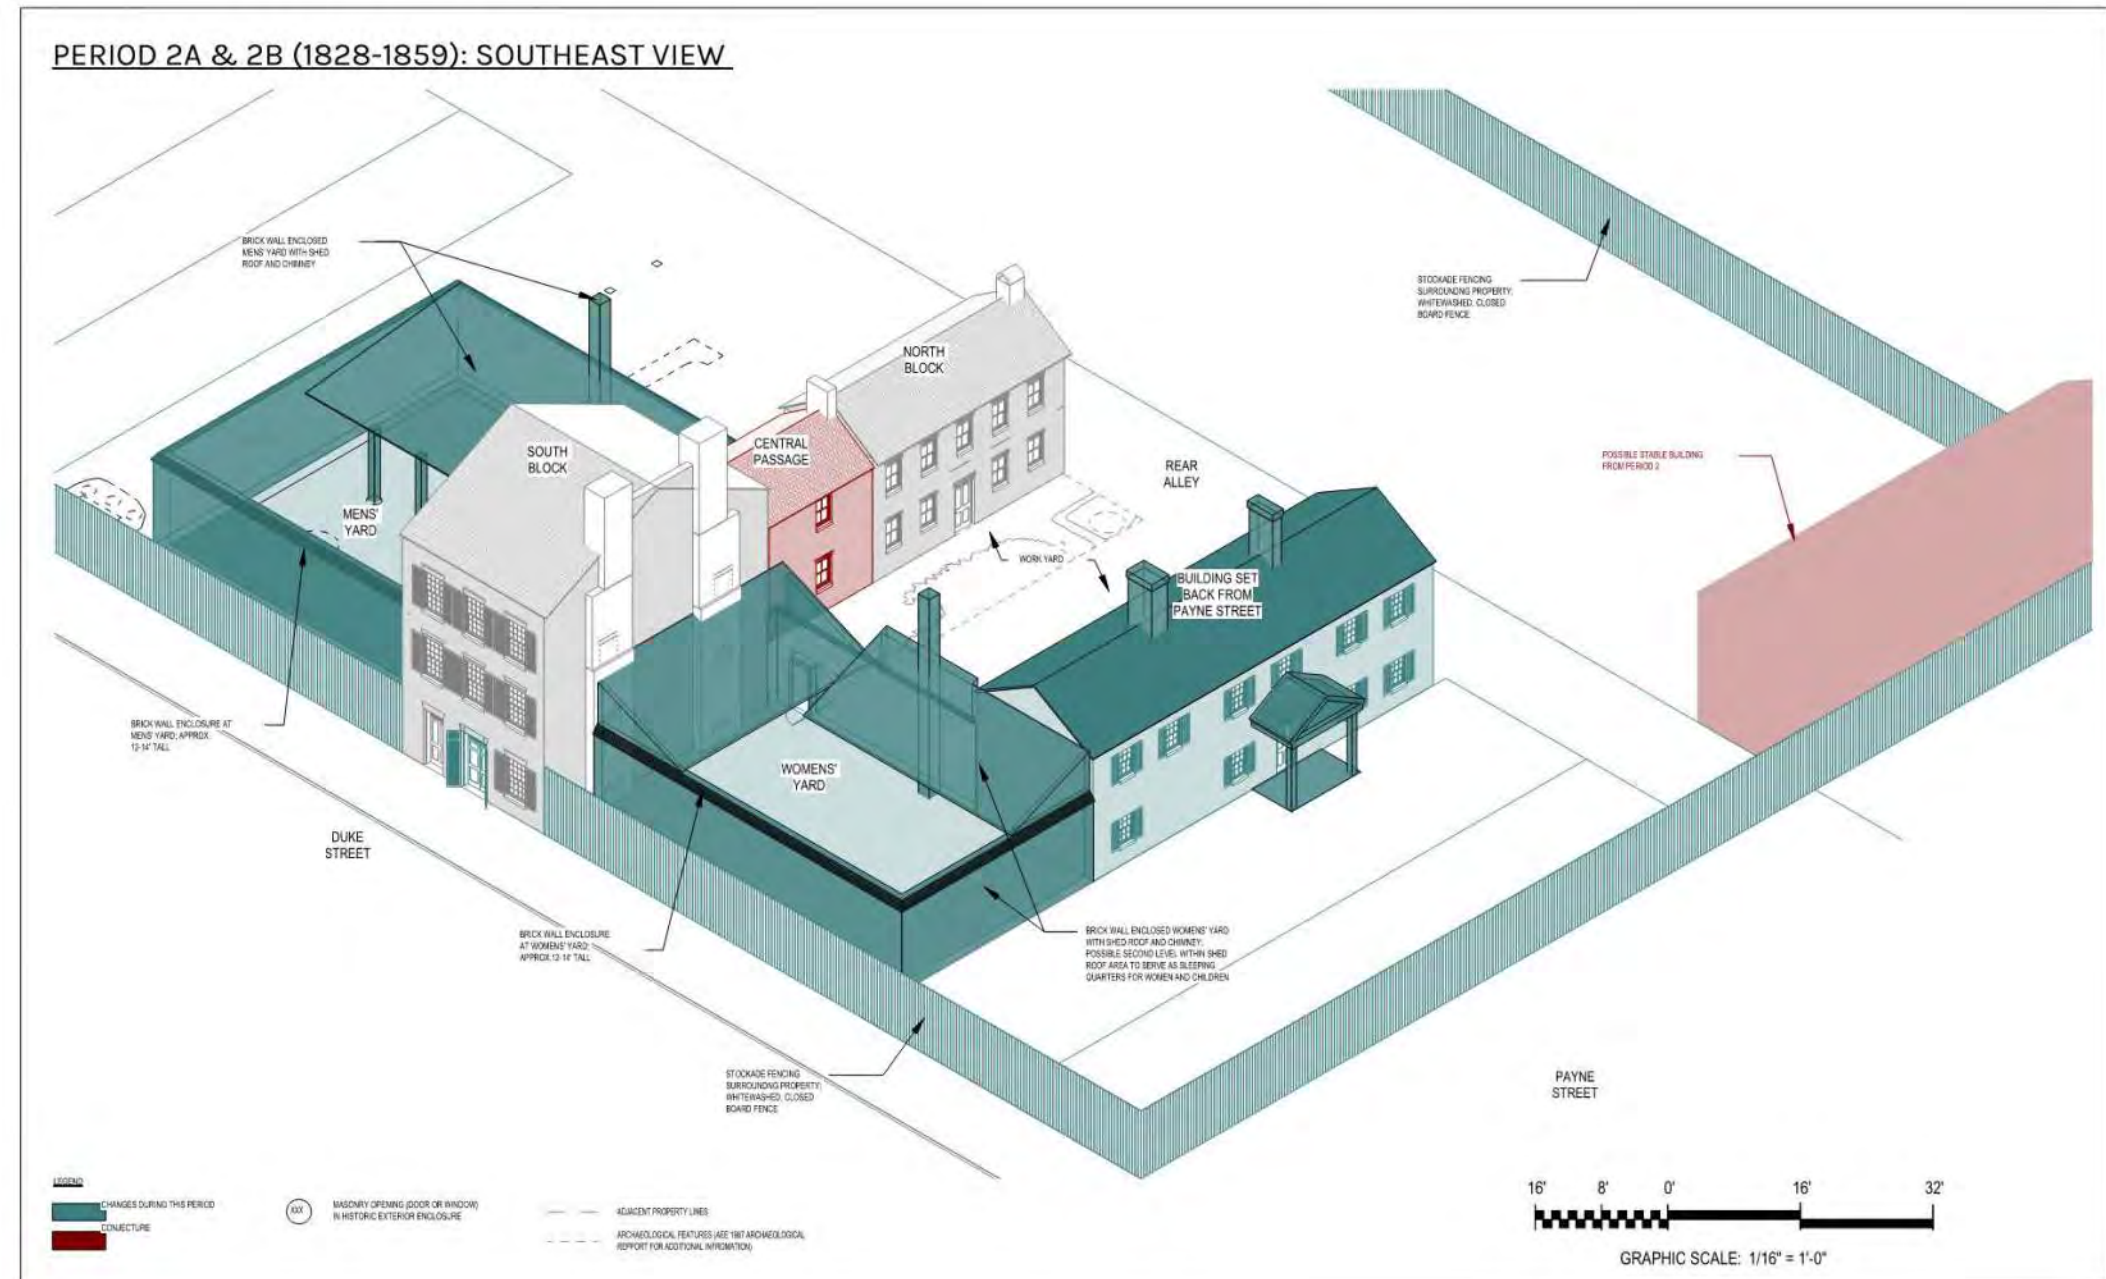 PERIOD 2A & 2B (1828-1859): SOUTHEAST VIEW
BRICK WALL ENCLOSED
MENS' YARD WITH SHED
ROOF AND CHIMNEY
STOCKADE FENCING
SURROUNDING PROPERTY;
WHITEWASHED, CLOSED
BOARD FENCE
NORTH
BLOCK
CENTRAL
PASSAGE
SOUTH
BLOCK
REAR
ALLEY
POSSIBLE STABLE BUILDING
FROM PERIOD 2
MENS'
YARD
WORK YARD
BUILDING SET
BACK FROM
PAYNE STREET
BRICK WALL ENCLOSURE AT
MENS' YARD; APPROX.
12-14' TALL
WOMENS'
YARD
DUKE
STREET
BRICK WALL ENCLOSURE
AT WOMENS' YARD;
APPROX.12-14' TALL
BRICK WALL ENCLOSED WOMENS' YARD
WITH SHED ROOF AND CHIMNEY;
POSSIBLE SECOND LEVEL WITHIN SHED
ROOF AREA TO SERVE AS SLEEPING
QUARTERS FOR WOMEN AND CHILDREN
STOCKADE FENCING
SURROUNDING PROPERTY;
WHITEWASHED, CLOSED
BOARD FENCE
PAYNE
STREET
LEGEND
CHANGES DURING THIS PERIOD
CONJECTURE
XXX
MASONRY OPENING (DOOR OR WINDOW)
IN HISTORIC EXTERIOR ENCLOSURE
ADJACENT PROPERTY LINES
ARCHAEOLOGICAL FEATURES (AEE 1987 ARCHAEOLOGICAL
REPPORT FOR ADDITIONAL INFROMATION)
16' 8' 0' 16' 32'
GRAPHIC SCALE: 1/16" = 1'-0"